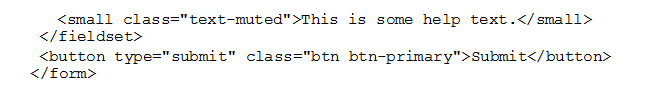 <small class="text-muted">This is some help text.</small>
</fieldset>
<button type="submit" class="btn btn-primary">Submit</button>
</form>